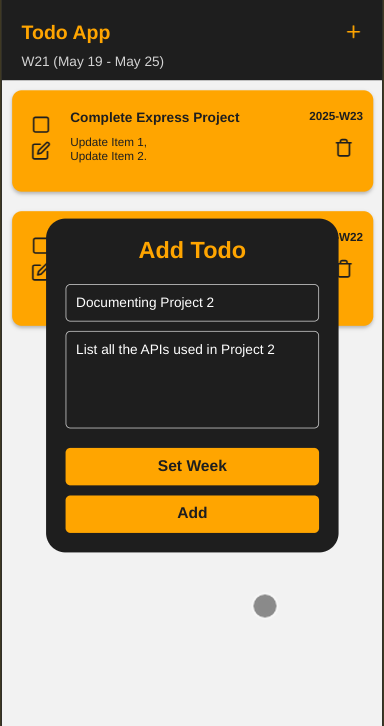 Todo App
+
W21 (May 19 - May 25)
Complete Express Project
2025-W23
Update Item 1,
Update Item 2.
W22
Add Todo
Documenting Project 2
List all the APIs used in Project 2
Set Week
Add